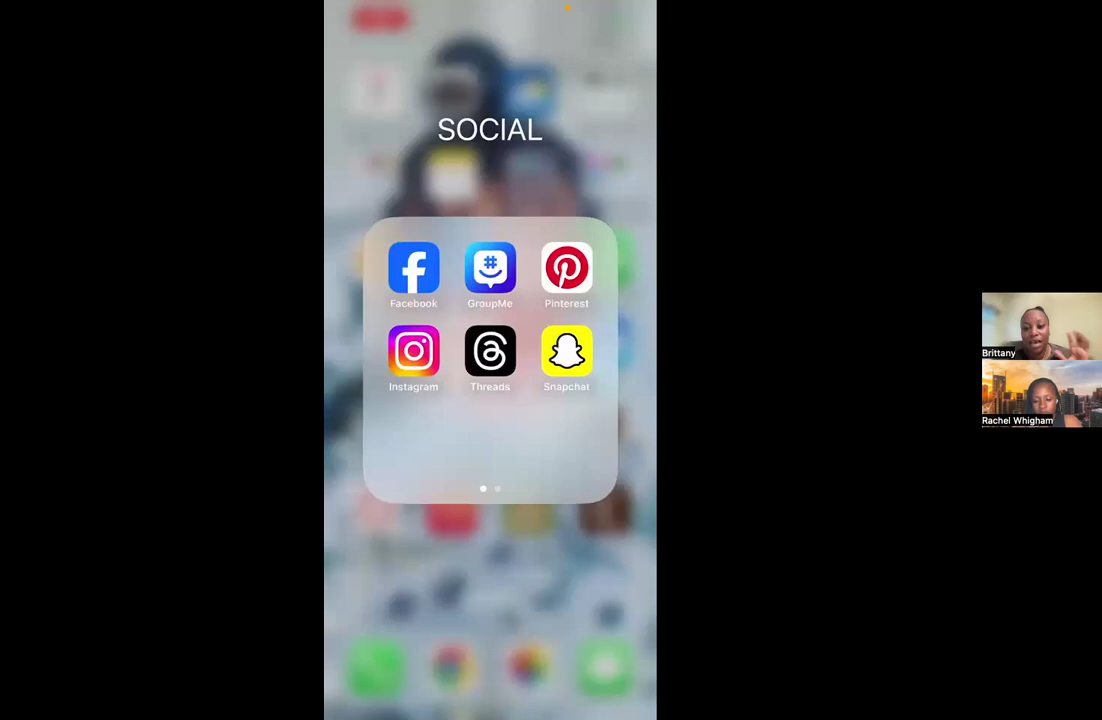 SOCIAL
Facebook GroupMe Pinterest
Instagram Threads Snapchat
Brittany
Rachel Whigham